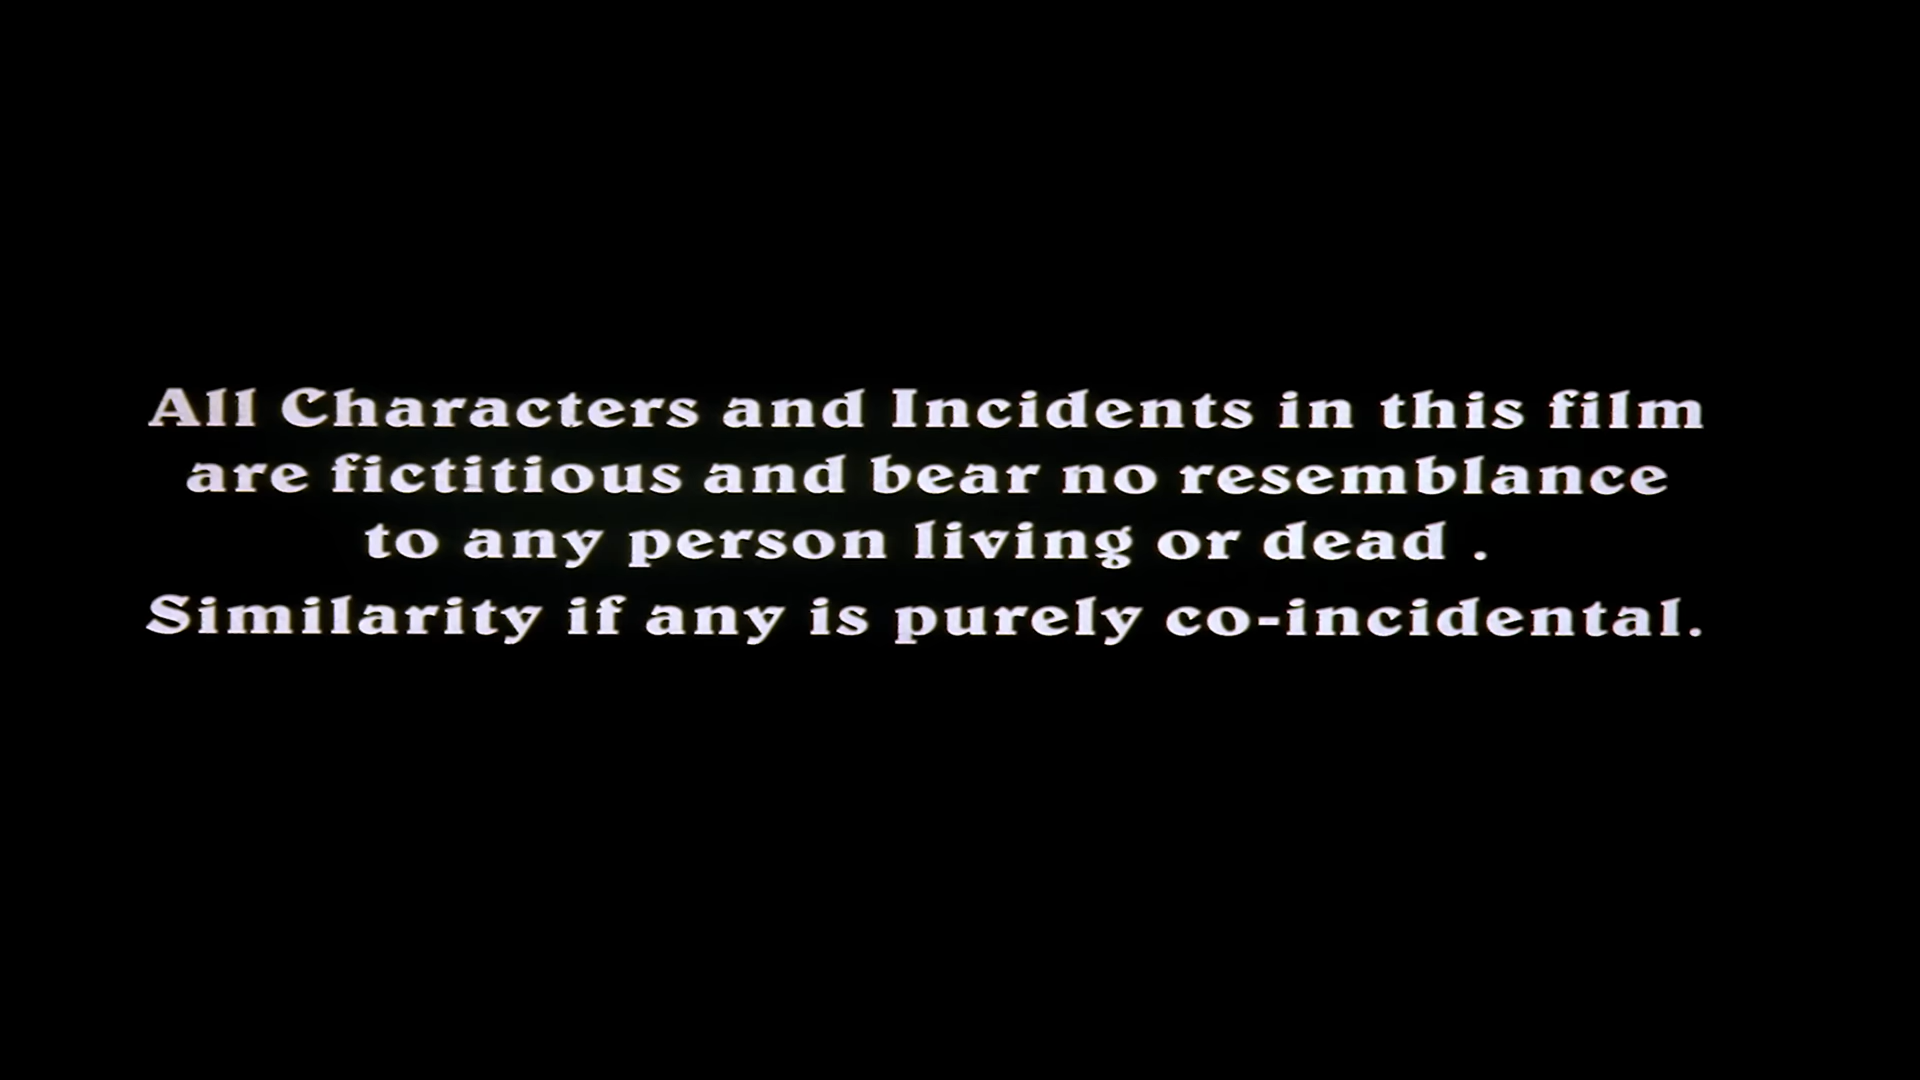 All Characters and Incidents in this film
are fictitious and bear no resemblance
to any person living or dead .
Similarity if any is purely co-incidental.